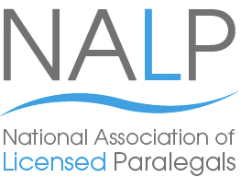 NALP
National Association of
Licensed Paralegals